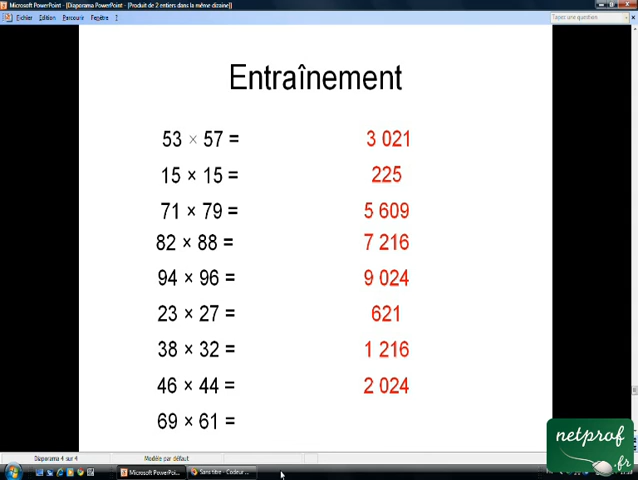 Microsoft PowerPoint - [Diaporama PowerPoint - [Produit de 2 entiers dans la même dizaine]]
Fichier Edition Parcourir Fenêtre ?
Tapez une question
Entraînement
53 × 57 = 3 021
15 × 15 = 225
71 × 79 = 5 609
82 × 88 = 7 216
94 × 96 = 9 024
23 × 27 = 621
38 × 32 = 1 216
46 × 44 = 2 024
69 × 61 =
netprof
.fr
Diaporama 4 sur 4 Modèle par défaut
Microsoft PowerPoi... Sans titre - Codeur ...